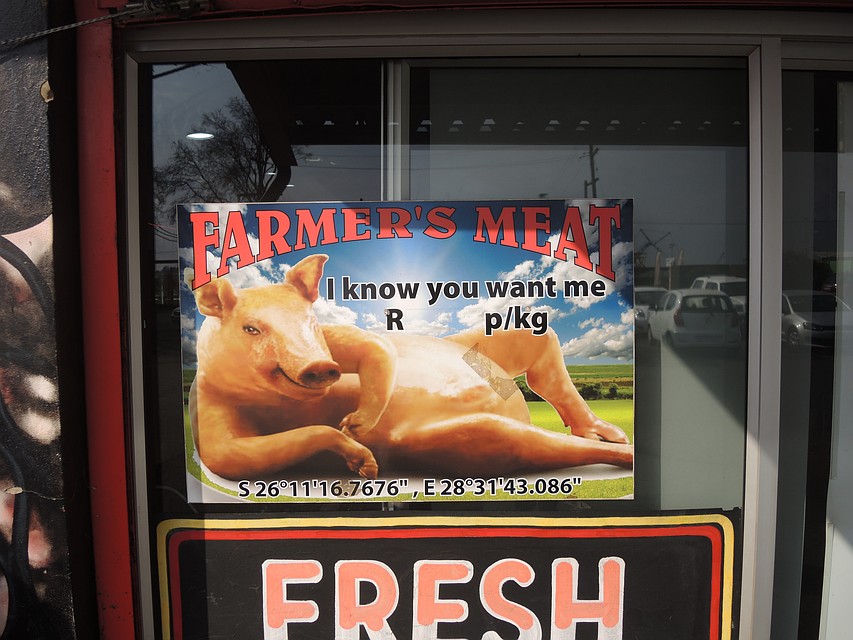 FARMER'S MEAT
I know you want me
R p/kg
S 26°11'16.7676" , E 28°31'43.086"
FRESH